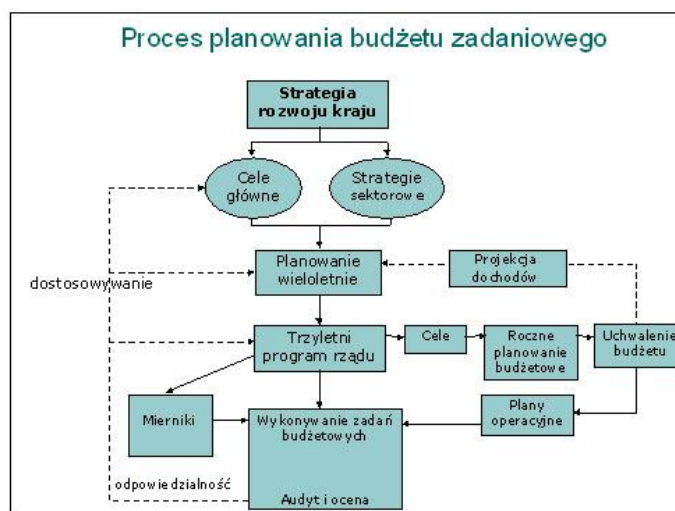 Proces planowania budżetu zadaniowego
Strategia
rozwoju kraju
Cele
główne
Strategie
sektorowe
Planowanie
wieloletnie
Projekcja
dochodów
dostosowywanie
Trzyletni
program rządu
Cele
Roczne
planowanie
budżetowe
Uchwalenie
budżetu
Mierniki
Wykonywanie zadań
budżetowych
Plany
operacyjne
odpowiedzialność
Audyt i ocena